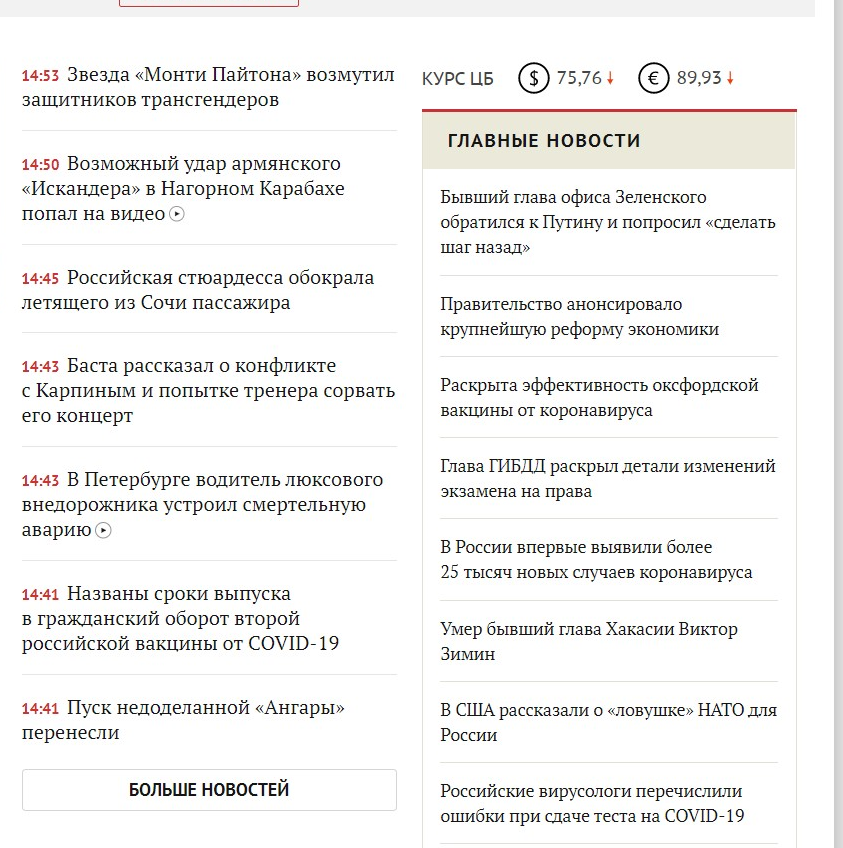 14:53 Звезда «Монти Пайтона» возмутил
защитников трансгендеров
14:50 Возможный удар армянского
«Искандера» в Нагорном Карабахе
попал на видео
14:45 Российская стюардесса обокрала
летящего из Сочи пассажира
14:43 Баста рассказал о конфликте
с Карпиным и попытке тренера сорвать
его концерт
14:43 В Петербурге водитель люксового
внедорожника устроил смертельную
аварию
14:41 Названы сроки выпуска
в гражданский оборот второй
российской вакцины от COVID-19
14:41 Пуск недоделанной «Ангары»
перенесли
БОЛЬШЕ НОВОСТЕЙ
КУРС ЦБ $ 75,76 ↓ € 89,93 ↓
ГЛАВНЫЕ НОВОСТИ
Бывший глава офиса Зеленского
обратился к Путину и попросил «сделать
шаг назад»
Правительство анонсировало
крупнейшую реформу экономики
Раскрыта эффективность оксфордской
вакцины от коронавируса
Глава ГИБДД раскрыл детали изменений
экзамена на права
В России впервые выявили более
25 тысяч новых случаев коронавируса
Умер бывший глава Хакасии Виктор
Зимин
В США рассказали о «ловушке» НАТО для
России
Российские вирусологи перечислили
ошибки при сдаче теста на COVID-19